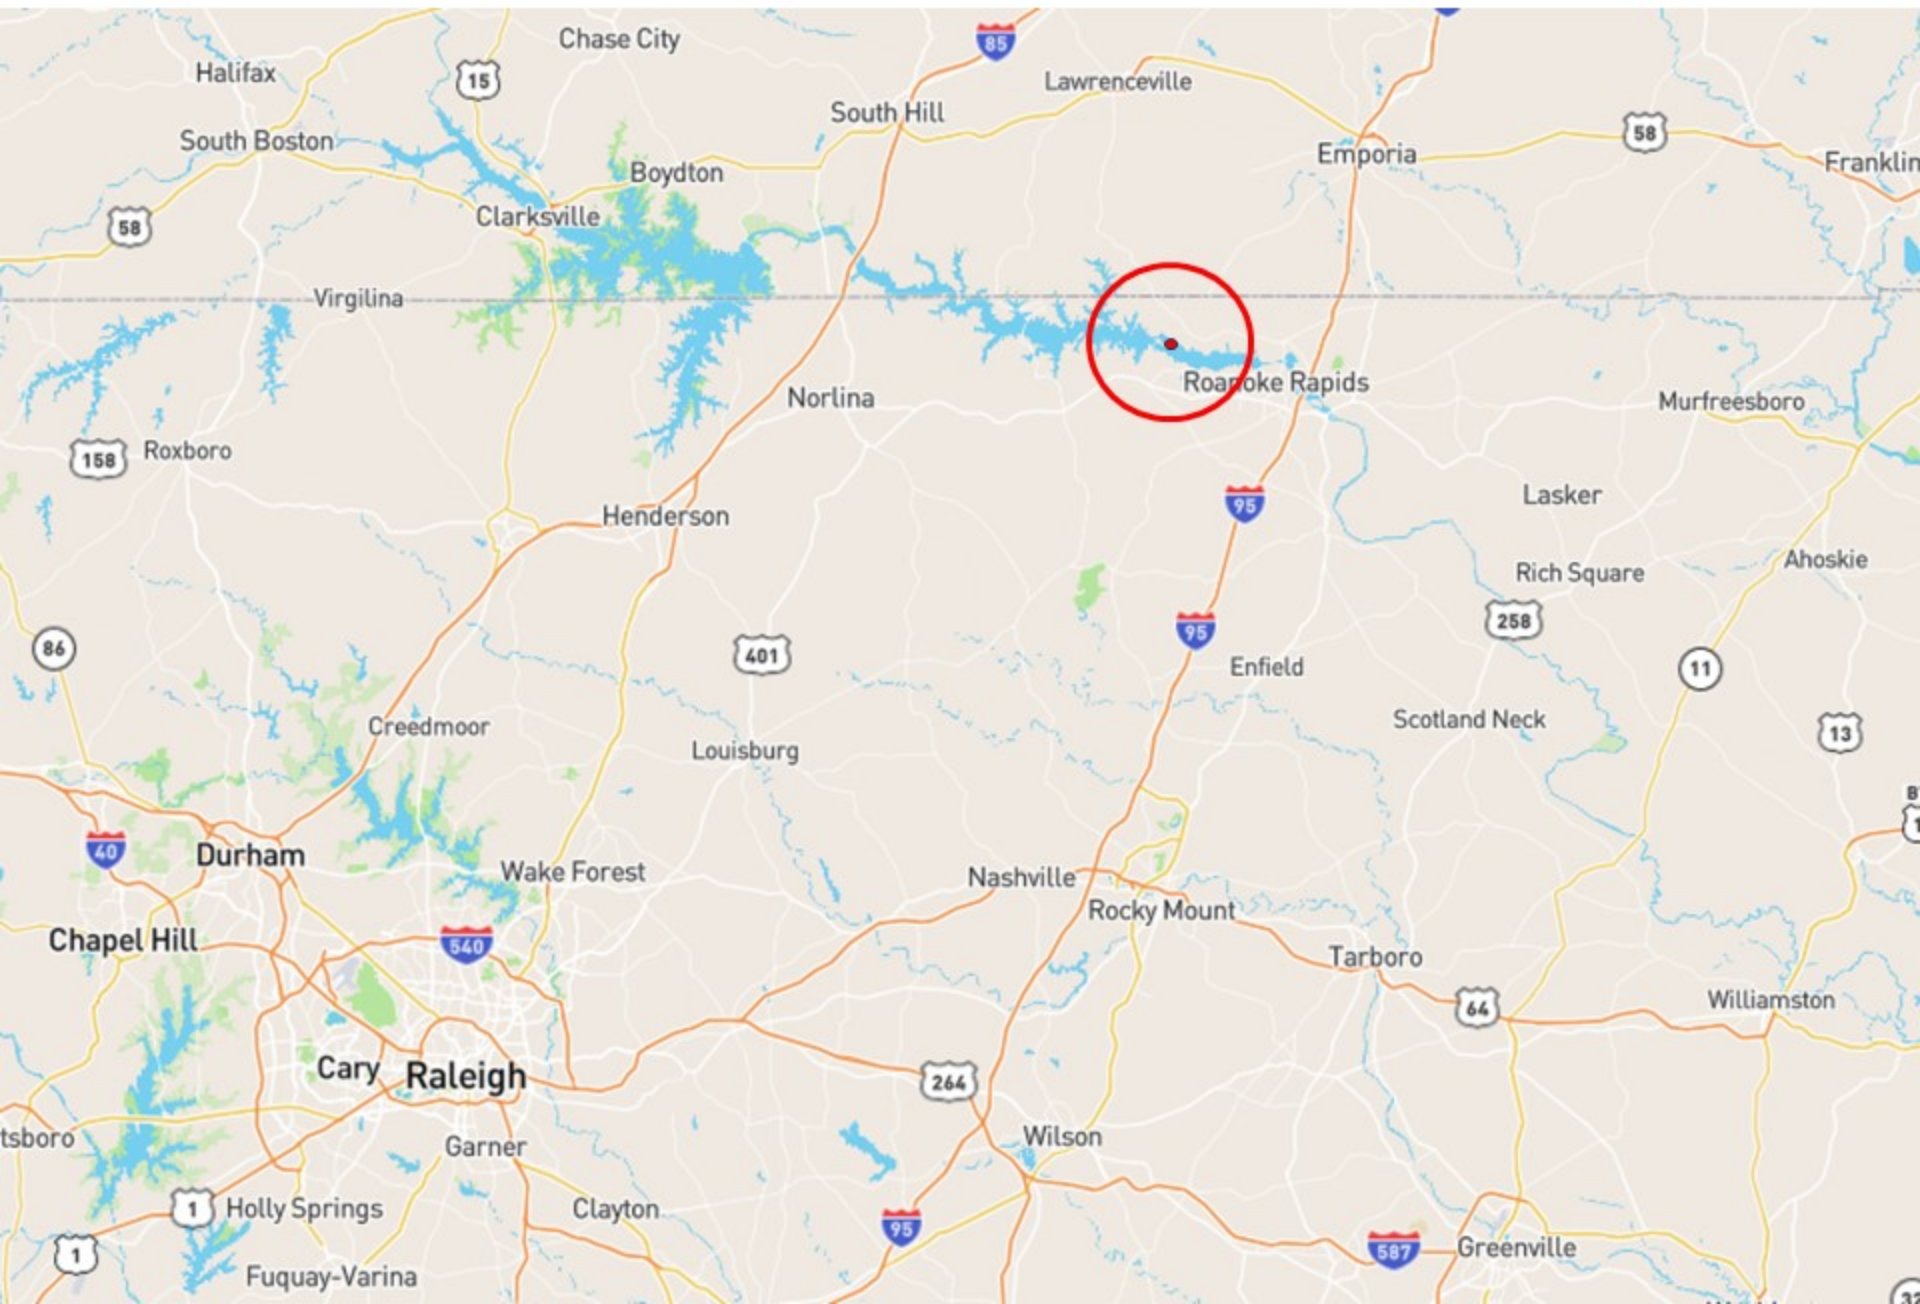 85
Chase City
15
Halifax
Lawrenceville
South Hill
South Boston
58
Emporia
Franklin
Boydton
Clarksville
58
Virgilina
Roanoke Rapids
Norlina
Murfreesboro
158
Roxboro
95
Lasker
Henderson
Ahoskie
Rich Square
258
95
86
401
Enfield
11
Creedmoor
Scotland Neck
13
Louisburg
40
Durham
Wake Forest
Nashville
Rocky Mount
Chapel Hill
540
Tarboro
64
Williamston
Cary
Raleigh
264
tsboro
Garner
Wilson
1
Holly Springs
Clayton
95
1
587
Greenville
Fuquay-Varina